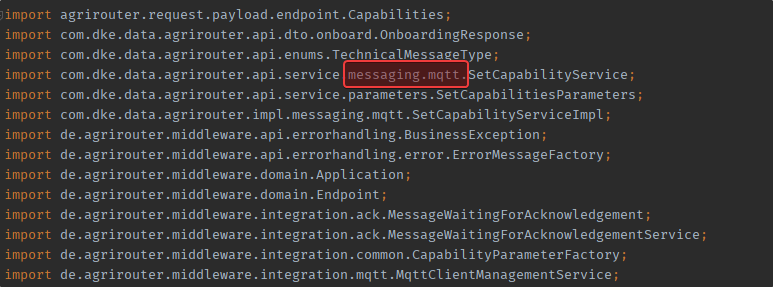 import agrirouter.request.payload.endpoint.Capabilities;
import com.dke.data.agrirouter.api.dto.onboard.OnboardingResponse;
import com.dke.data.agrirouter.api.enums.TechnicalMessageType;
import com.dke.data.agrirouter.api.service.messaging.mqtt.SetCapabilityService;
import com.dke.data.agrirouter.api.service.parameters.SetCapabilitiesParameters;
import com.dke.data.agrirouter.impl.messaging.mqtt.SetCapabilityServiceImpl;
import de.agrirouter.middleware.api.errorhandling.BusinessException;
import de.agrirouter.middleware.api.errorhandling.error.ErrorMessageFactory;
import de.agrirouter.middleware.domain.Application;
import de.agrirouter.middleware.domain.Endpoint;
import de.agrirouter.middleware.integration.ack.MessageWaitingForAcknowledgement;
import de.agrirouter.middleware.integration.ack.MessageWaitingForAcknowledgementService;
import de.agrirouter.middleware.integration.common.CapabilityParameterFactory;
import de.agrirouter.middleware.integration.mqtt.MqttClientManagementService;